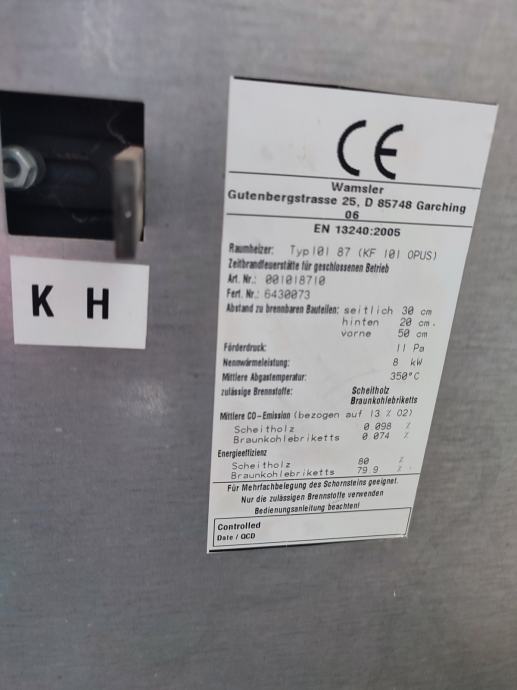 CE
Wamsler
Gutenbergstrasse 25, D 85748 Garching
06
EN 13240:2005
Raumheizer: Typ 101 87 (KF 101 OPUS)
Zeitbrandfeuerstätte für geschlossenen Betrieb
Art. Nr.: 001018710
Fert. Nr.: 6430073
Abstand zu brennbaren Bauteilen: seitlich 30 cm
hinten 20 cm
vorne 50 cm
Förderdruck: 11 Pa
Nennwärmeleistung: 8 kW
Mittlere Abgastemperatur: 350°C
zulässige Brennstoffe: Scheitholz
Braunkohlebriketts
Mittlere CO-Emission (bezogen auf 13 % O2)
Scheitholz 0.098 %
Braunkohlebriketts 0.074 %
Energieeffizienz
Scheitholz 80 %
Braunkohlebriketts 79.9 %
Für Mehrfachbelegung des Schornsteins geeignet.
Nur die zulässigen Brennstoffe verwenden
Bedienungsanleitung beachten!
Controlled
Date / QCD
K H